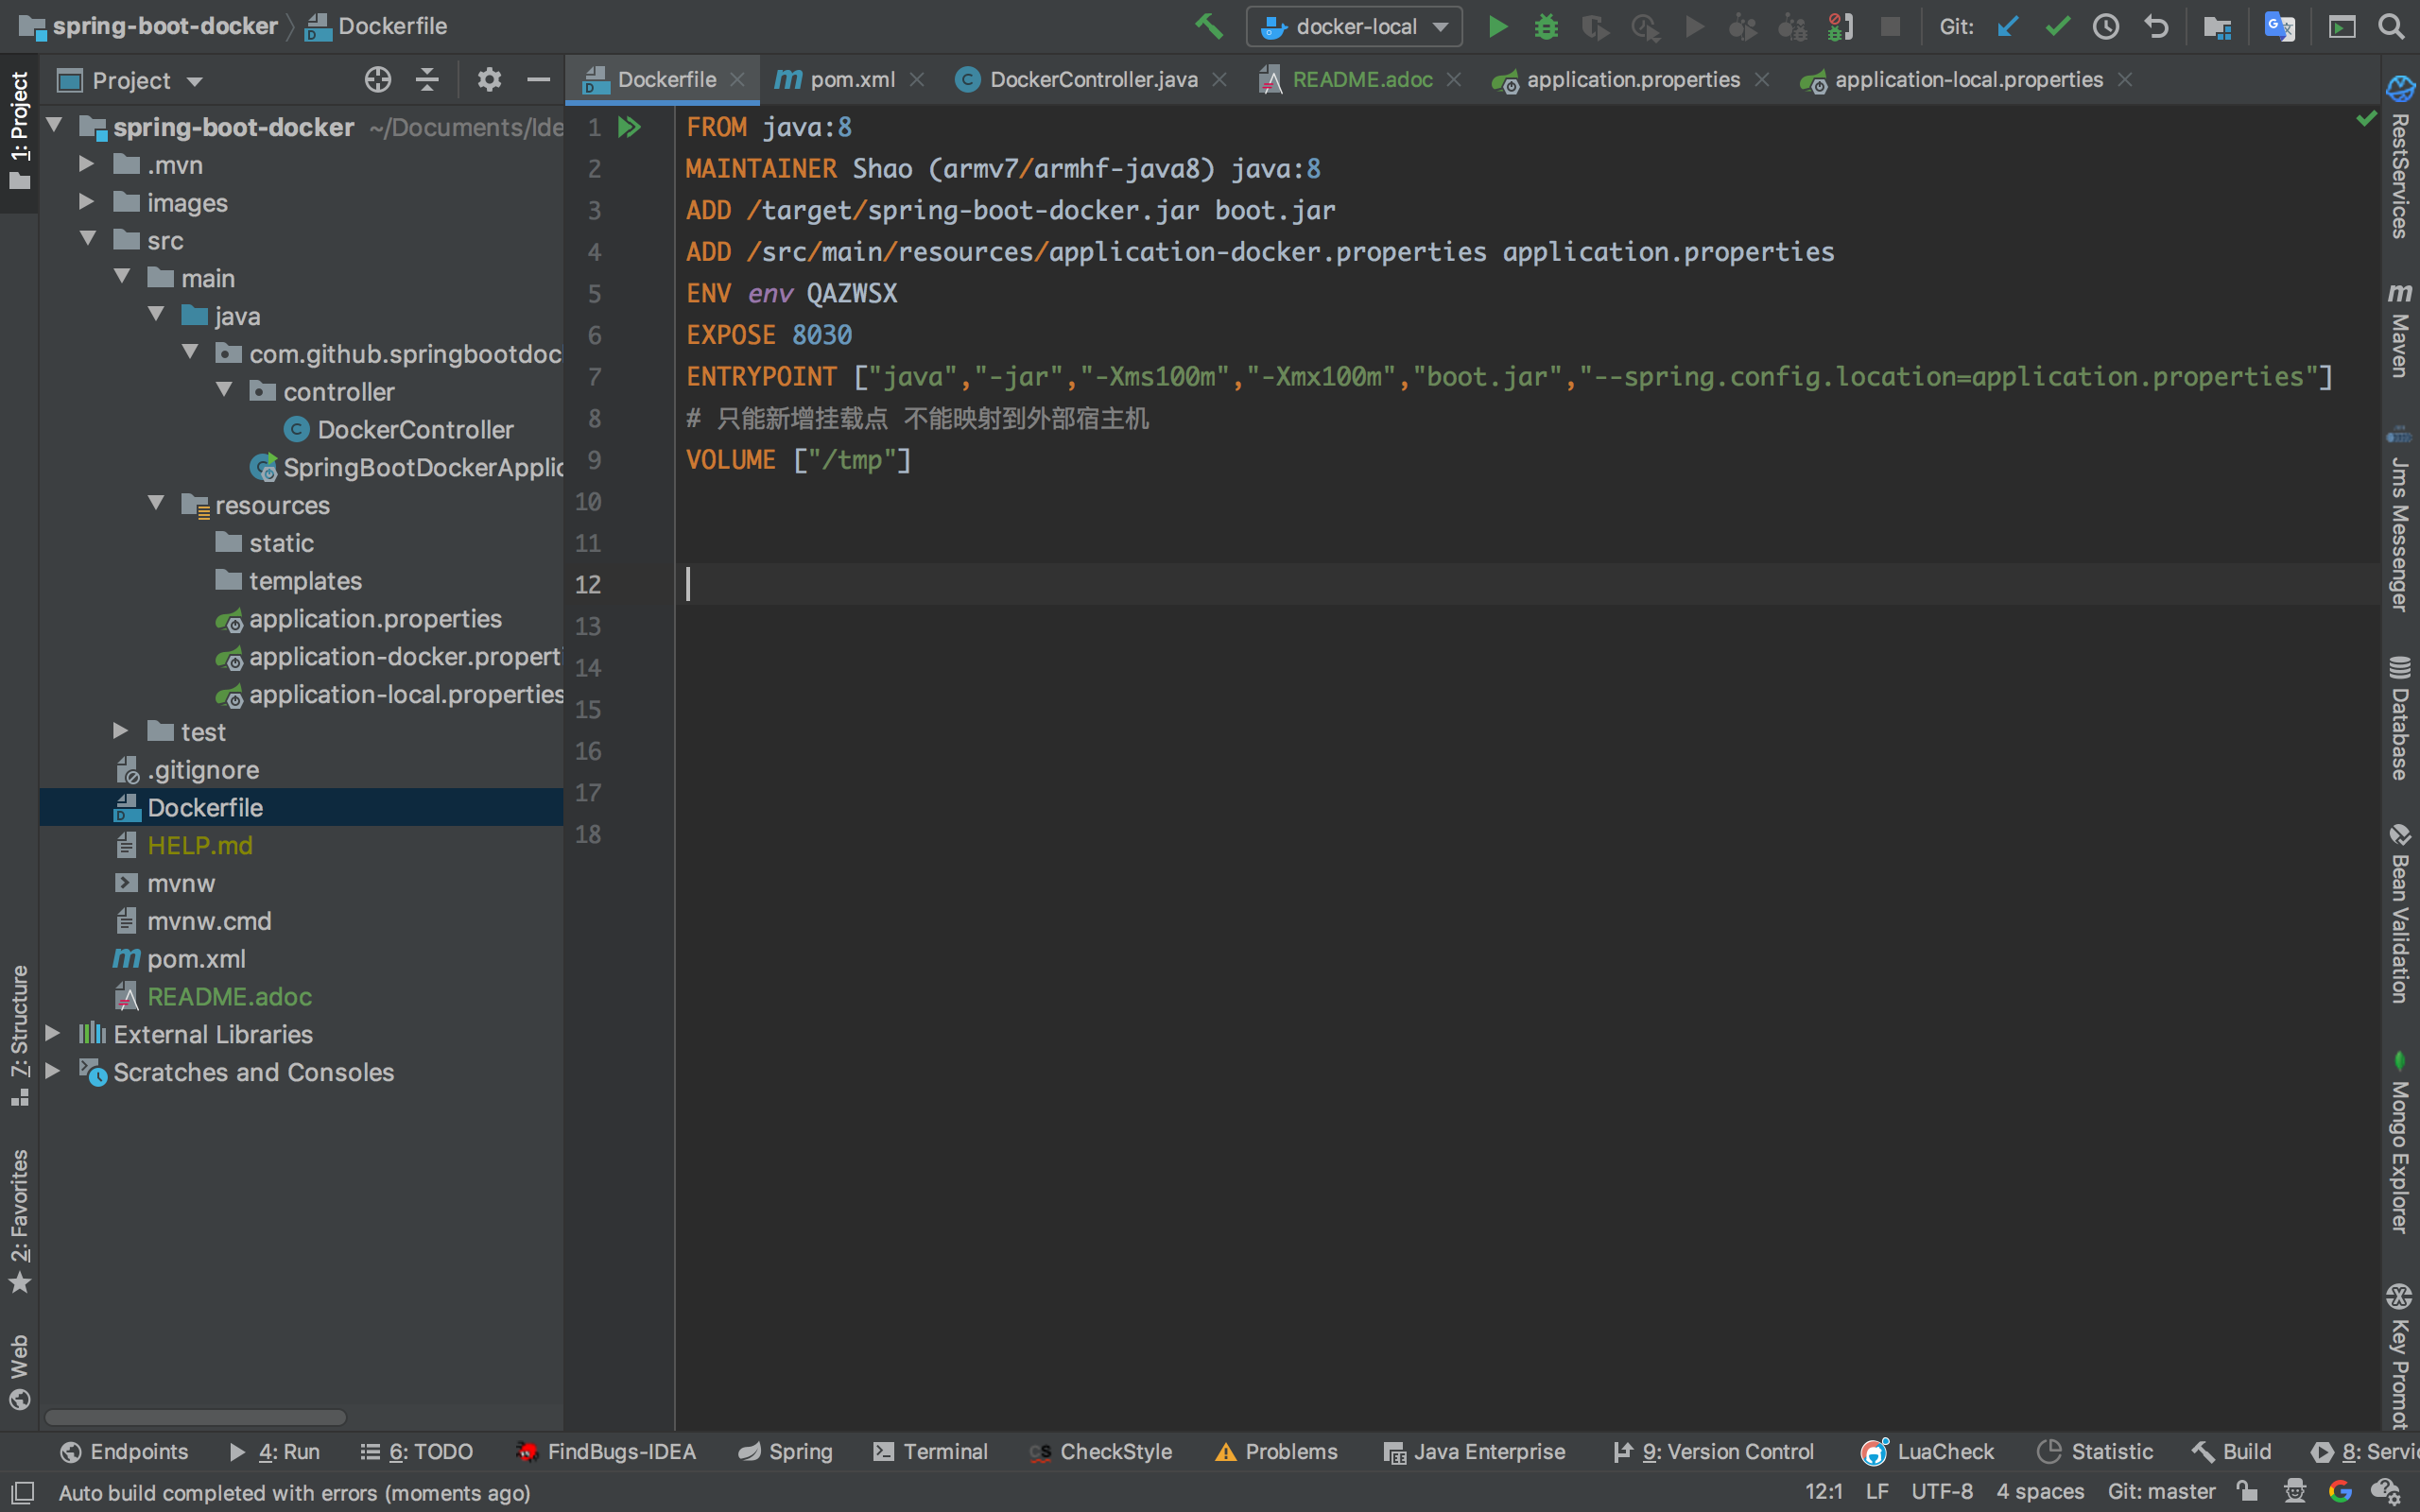 spring-boot-docker Dockerfile
docker-local
Git:
Project
Dockerfile
pom.xml
DockerController.java
README.adoc
application.properties
application-local.properties
1: Project
7: Structure
2: Favorites
Web
spring-boot-docker ~/Documents/Ide
.mvn
images
src
main
java
com.github.springbootdoc
controller
DockerController
SpringBootDockerApplic
resources
static
templates
application.properties
application-docker.properti
application-local.properties
test
.gitignore
Dockerfile
HELP.md
mvnw
mvnw.cmd
pom.xml
README.adoc
External Libraries
Scratches and Consoles
1 FROM java:8
2 MAINTAINER Shao (armv7/armhf-java8) java:8
3 ADD /target/spring-boot-docker.jar boot.jar
4 ADD /src/main/resources/application-docker.properties application.properties
5 ENV env QAZWSX
6 EXPOSE 8030
7 ENTRYPOINT ["java","-jar","-Xms100m","-Xmx100m","boot.jar","--spring.config.location=application.properties"]
8 # 只能新增挂载点 不能映射到外部宿主机
9 VOLUME ["/tmp"]
10
11
12
13
14
15
16
17
18
RestServices
Maven
Jms Messenger
Database
Bean Validation
Mongo Explorer
Key Promot
Endpoints
4: Run
6: TODO
FindBugs-IDEA
Spring
Terminal
CheckStyle
Problems
Java Enterprise
9: Version Control
LuaCheck
Statistic
Build
8: Servic
Auto build completed with errors (moments ago)
12:1 LF UTF-8 4 spaces Git: master